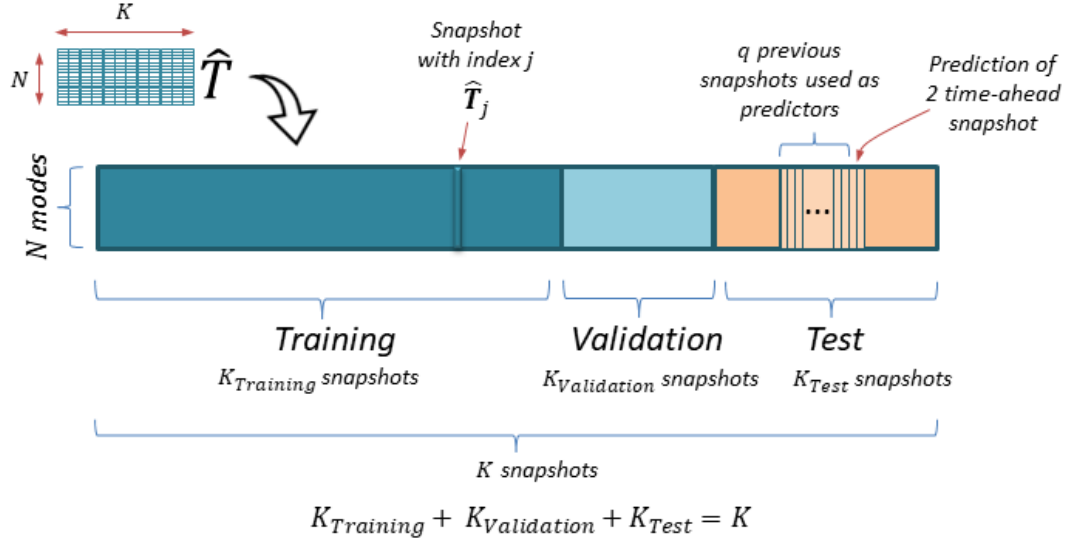 K
N
T̂
Snapshot
with index j
T̂_j
q previous
snapshots used as
predictors
Prediction of
2 time-ahead
snapshot
N modes
...
Training
Validation
Test
K_Training snapshots
K_Validation snapshots
K_Test snapshots
K snapshots
K_Training + K_Validation + K_Test = K